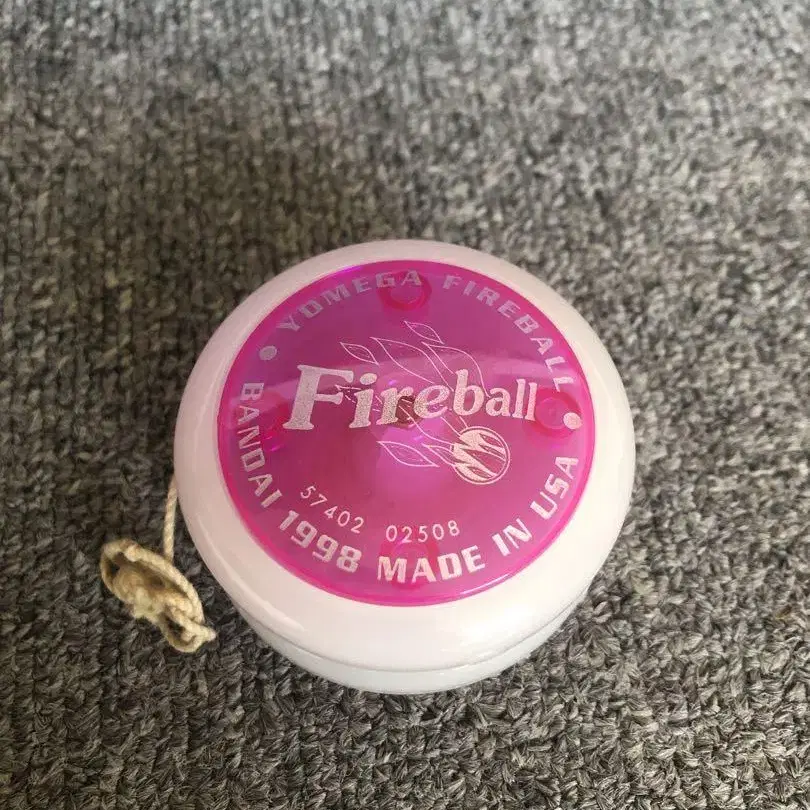 YOMEGA FIREBALL
Fireball
57402 02508
BANDAI 1998 MADE IN USA